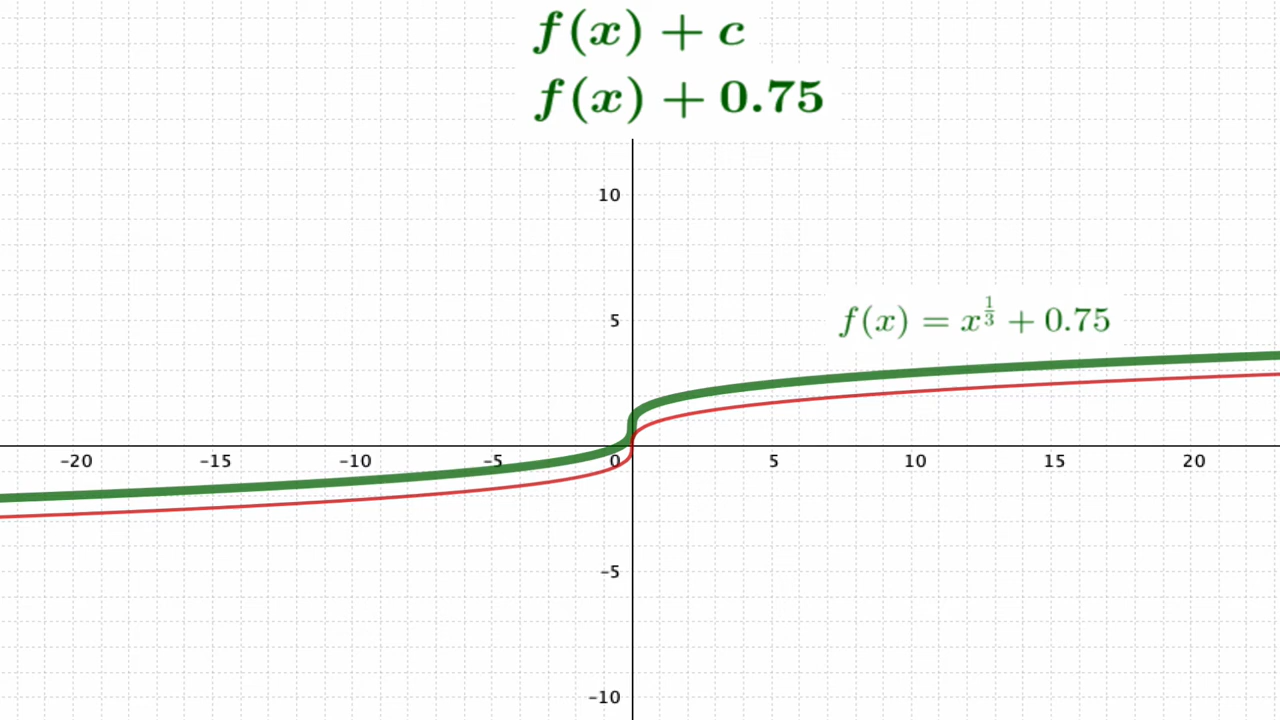 f(x) + c
f(x) + 0.75
10
5
f(x) = x^{\frac{1}{3}} + 0.75
−20 −15 −10 −5 0 5 10 15 20
−5
−10